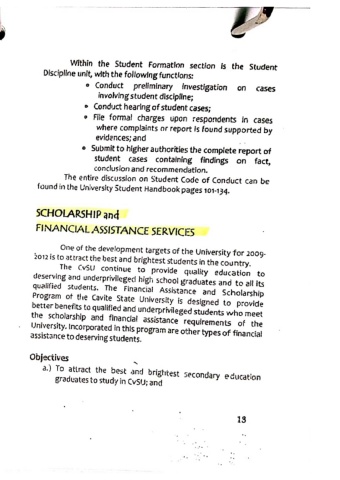 Within the Student Formation section is the Student
Discipline unit, with the following functions:
• Conduct preliminary investigation on cases
involving student discipline;
• Conduct hearing of student cases;
• File formal charges upon respondents in cases
where complaints or report is found supported by
evidences; and
• Submit to higher authorities the complete report of
student cases containing findings on fact,
conclusion and recommendation.
The entire discussion on Student Code of Conduct can be
found in the University Student Handbook pages 101-134.
SCHOLARSHIP and
FINANCIAL ASSISTANCE SERVICES
One of the development targets of the University for 2009-
2012 is to attract the best and brightest students in the country.
The CvSU continue to provide quality education to
deserving and underprivileged high school graduates and to all its
qualified students. The Financial Assistance and Scholarship
Program of the Cavite State University is designed to provide
better benefits to qualified and underprivileged students who meet
the scholarship and financial assistance requirements of the
University. Incorporated in this program are other types of financial
assistance to deserving students.
Objectives
a.) To attract the best and brightest secondary education
graduates to study in CvSU; and
13